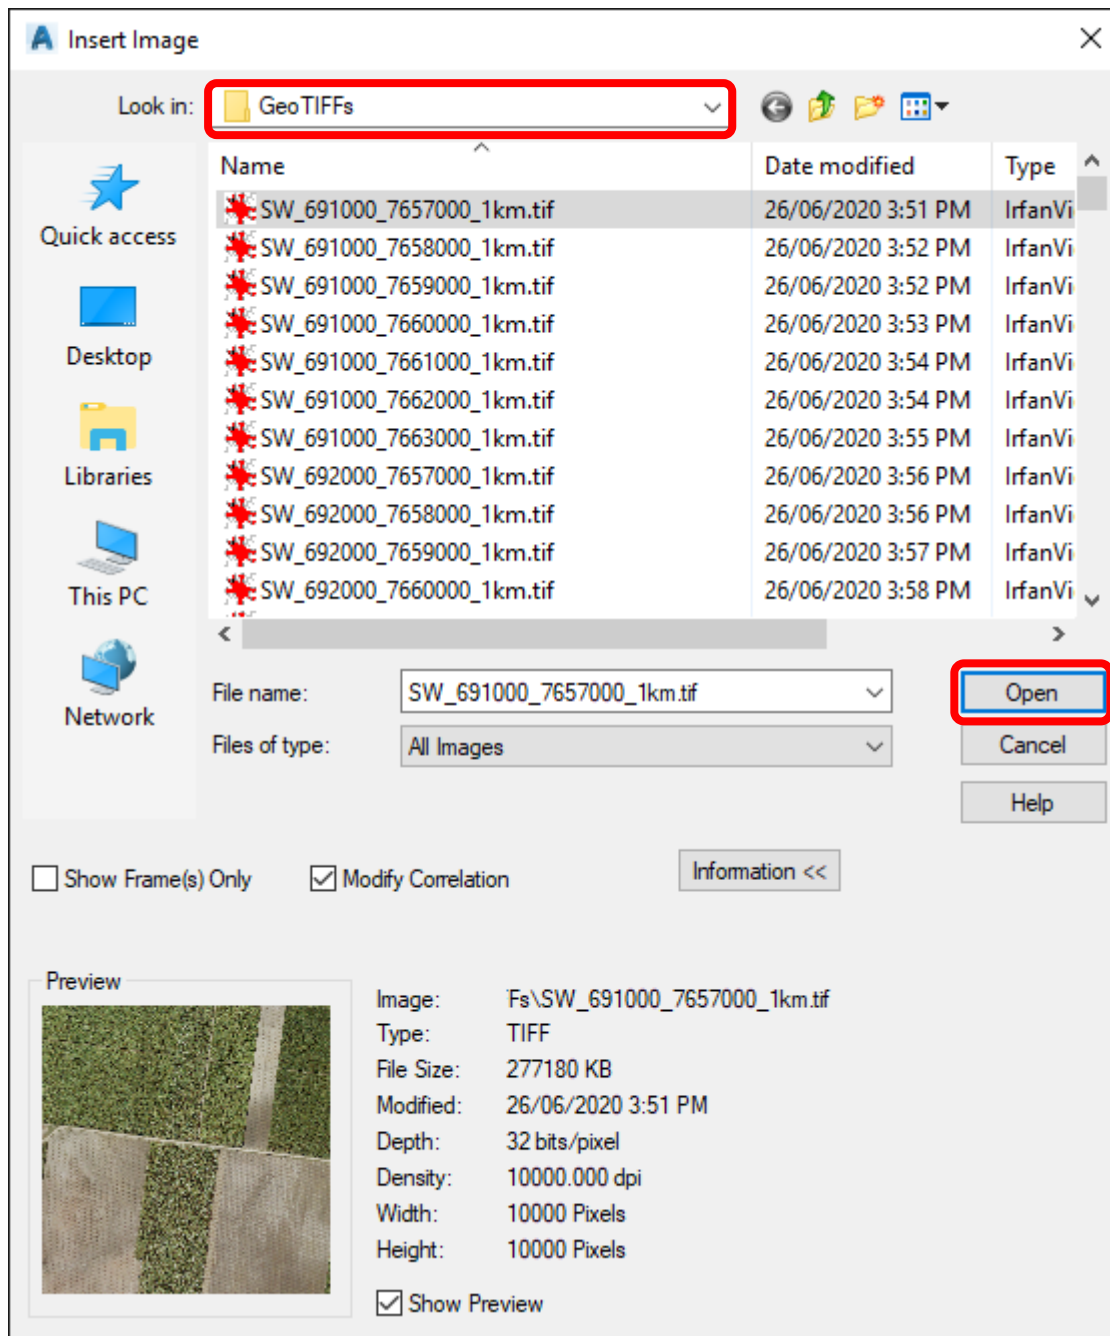 Insert Image
Look in: GeoTIFFs
Name Date modified Type
SW_691000_7657000_1km.tif 26/06/2020 3:51 PM IrfanVi
SW_691000_7658000_1km.tif 26/06/2020 3:52 PM IrfanVi
SW_691000_7659000_1km.tif 26/06/2020 3:52 PM IrfanVi
SW_691000_7660000_1km.tif 26/06/2020 3:53 PM IrfanVi
SW_691000_7661000_1km.tif 26/06/2020 3:54 PM IrfanVi
SW_691000_7662000_1km.tif 26/06/2020 3:54 PM IrfanVi
SW_691000_7663000_1km.tif 26/06/2020 3:55 PM IrfanVi
SW_692000_7657000_1km.tif 26/06/2020 3:56 PM IrfanVi
SW_692000_7658000_1km.tif 26/06/2020 3:56 PM IrfanVi
SW_692000_7659000_1km.tif 26/06/2020 3:57 PM IrfanVi
SW_692000_7660000_1km.tif 26/06/2020 3:58 PM IrfanVi
Quick access
Desktop
Libraries
This PC
Network
File name: SW_691000_7657000_1km.tif Open
Files of type: All Images Cancel
Help
Show Frame(s) Only Modify Correlation Information <<
Preview
Image: Fs\SW_691000_7657000_1km.tif
Type: TIFF
File Size: 277180 KB
Modified: 26/06/2020 3:51 PM
Depth: 32 bits/pixel
Density: 10000.000 dpi
Width: 10000 Pixels
Height: 10000 Pixels
Show Preview